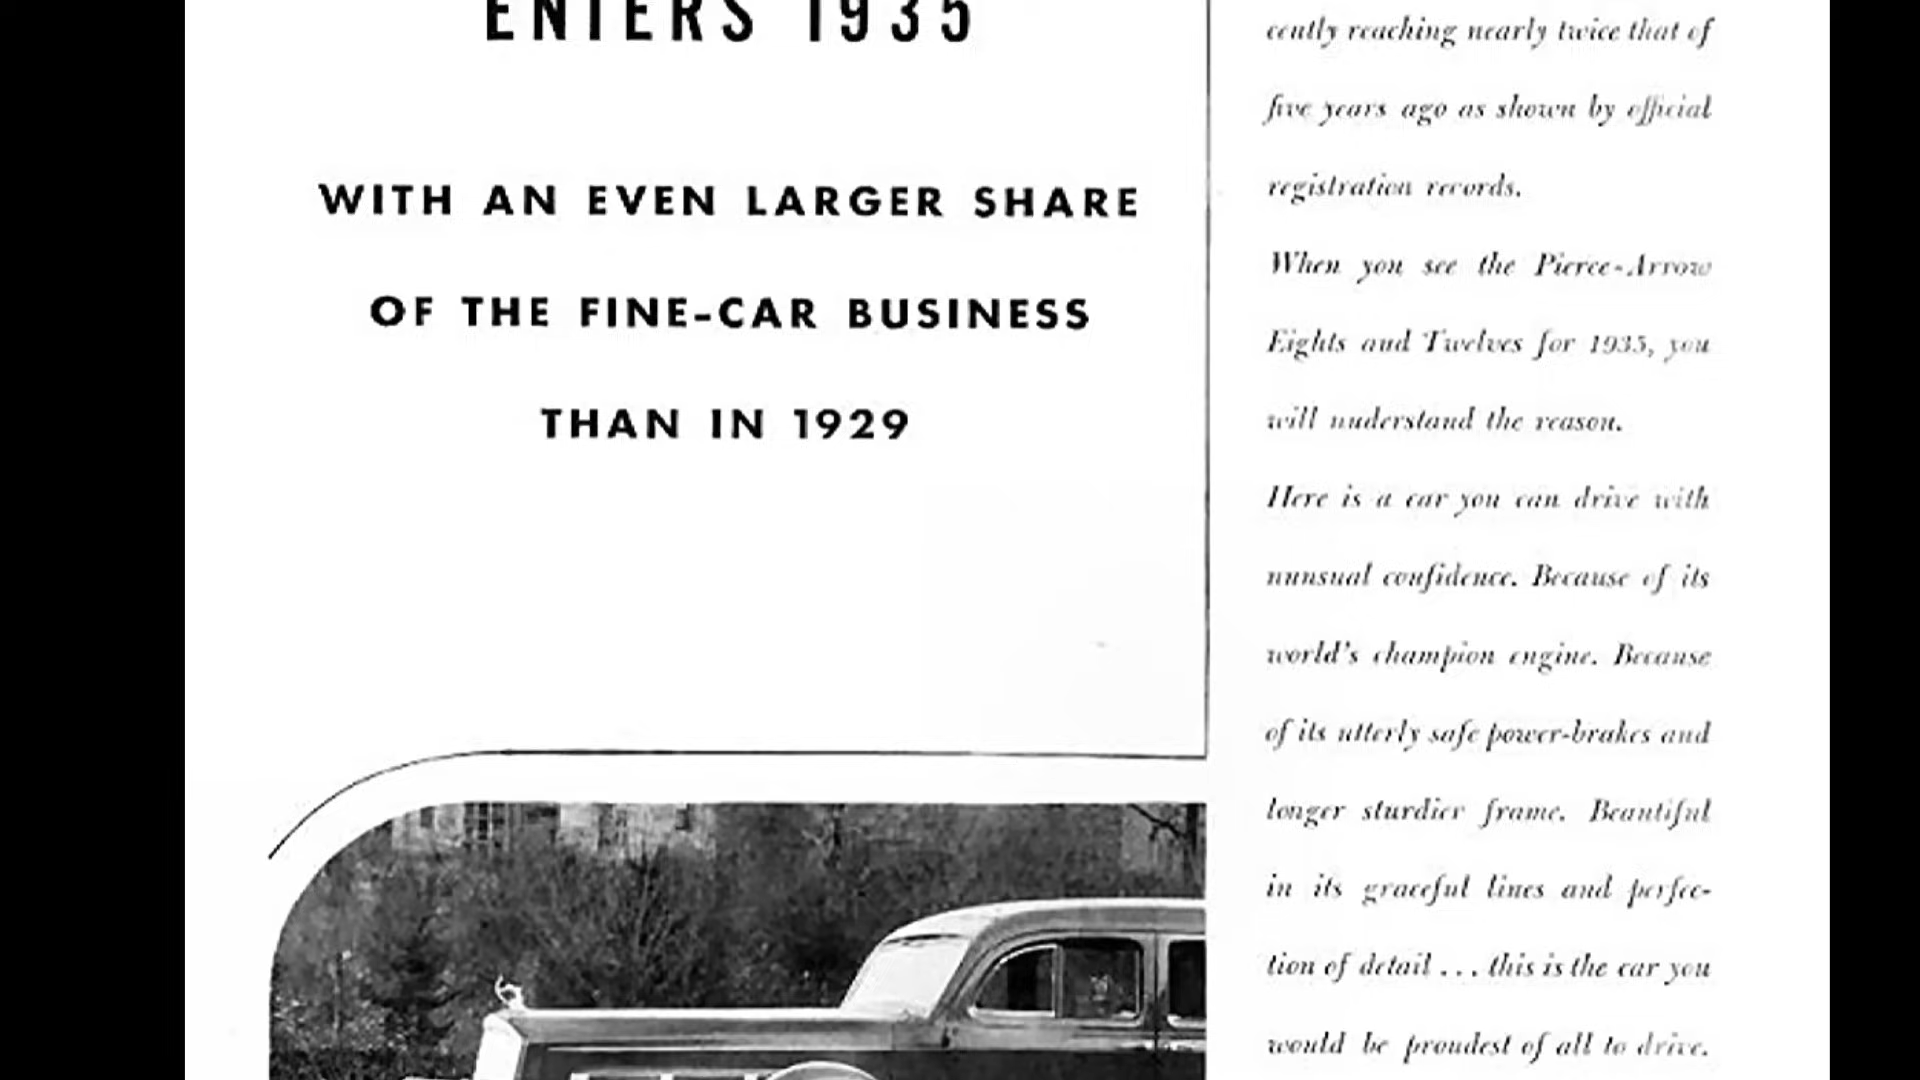 ENTERS 1935
WITH AN EVEN LARGER SHARE
OF THE FINE-CAR BUSINESS
THAN IN 1929
cently reaching nearly twice that of
five years ago as shown by official
registration records.
When you see the Pierce-Arrow
Eights and Twelves for 1935, you
will understand the reason.
Here is a car you can drive with
unusual confidence. Because of its
world's champion engine. Because
of its utterly safe power-brakes and
longer sturdier frame. Beautiful
in its graceful lines and perfec-
tion of detail . . . this is the car you
would be proudest of all to drive.